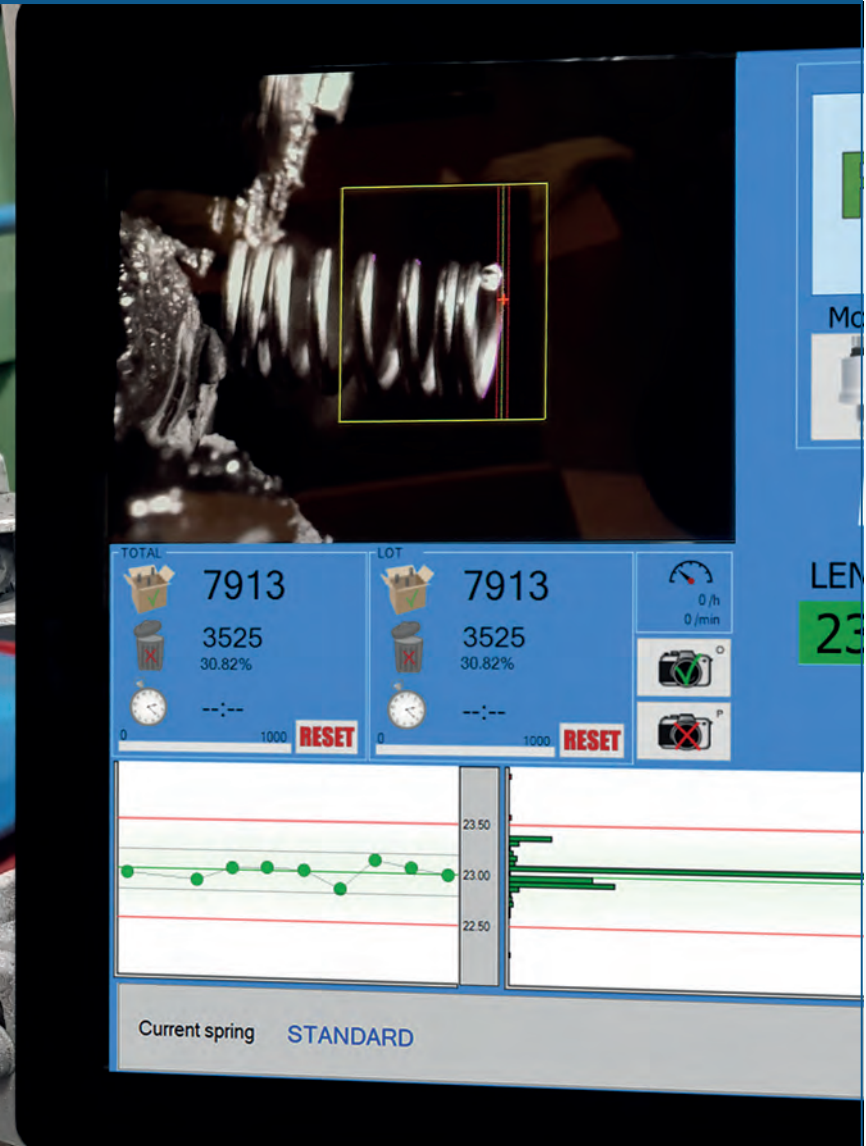 Mo
TOTAL
7913
3525
30.82%
--:--
0 1000
RESET
LOT
7913
3525
30.82%
--:--
0 1000
RESET
0 /h
0 /min
O
P
LEN
23
23.50
23.00
22.50
Current spring STANDARD